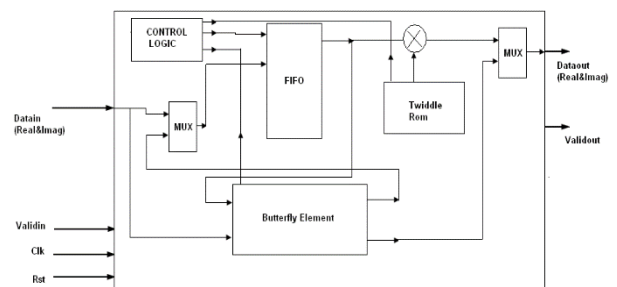 CONTROL
LOGIC
FIFO
MUX
Dataout
(Real&Imag)
Twiddle
Rom
Datain
(Real&Imag)
MUX
Validout
Butterfly Element
Validin
Clk
Rst